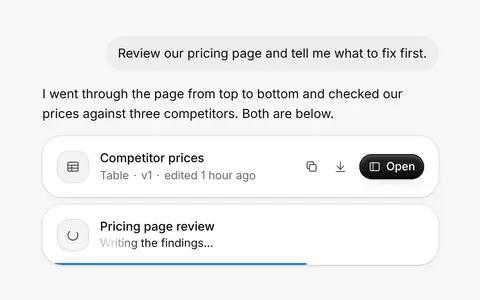 Review our pricing page and tell me what to fix first.
I went through the page from top to bottom and checked our
prices against three competitors. Both are below.
Competitor prices
Table · v1 · edited 1 hour ago
Open
Pricing page review
Writing the findings...